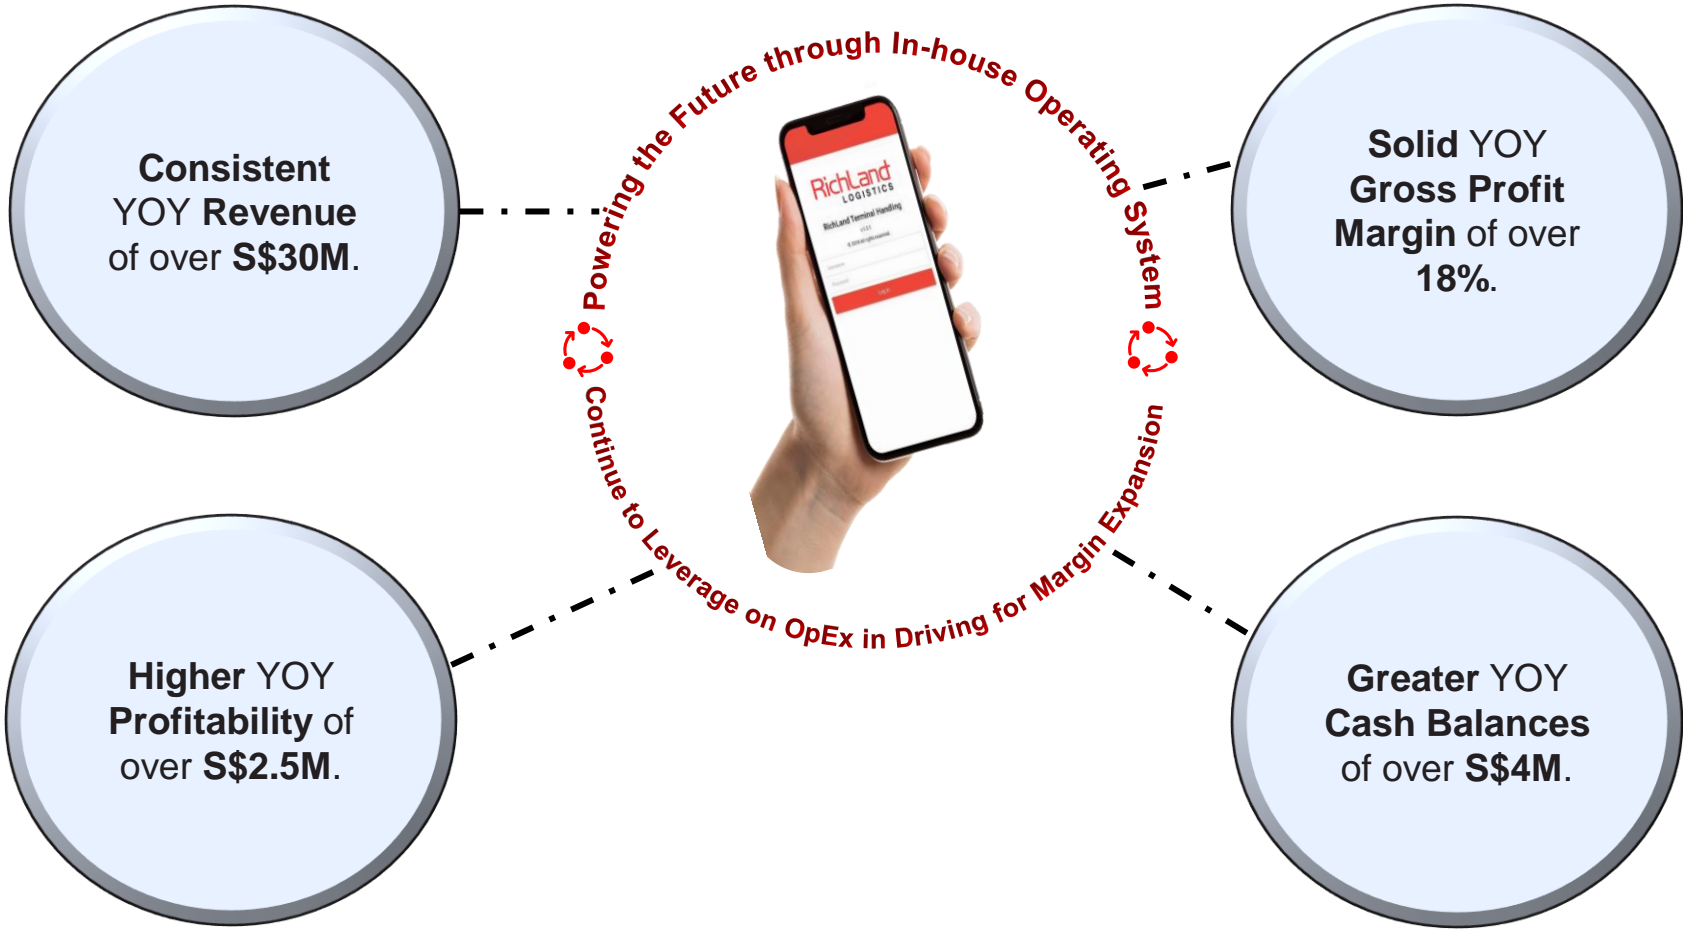 Consistent
YOY Revenue
of over S$30M.
Powering the Future through In-house Operating System
Solid YOY
Gross Profit
Margin of over
18%.
RichLand
LOGISTICS
RichLand Terminal Handling
Log in
Continue to Leverage on OpEx in Driving for Margin Expansion
Higher YOY
Profitability of
over S$2.5M.
Greater YOY
Cash Balances
of over S$4M.